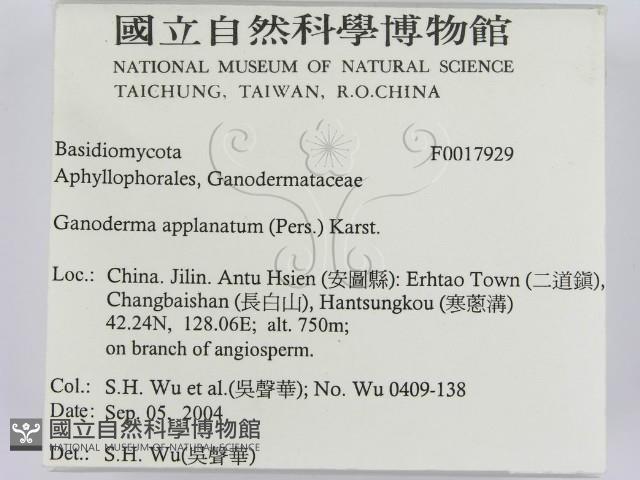 國立自然科學博物館
NATIONAL MUSEUM OF NATURAL SCIENCE
TAICHUNG, TAIWAN, R.O.CHINA
Basidiomycota F0017929
Aphyllophorales, Ganodermataceae
Ganoderma applanatum (Pers.) Karst.
Loc.: China. Jilin. Antu Hsien (安圖縣): Erhtao Town (二道鎮),
Changbaishan (長白山), Hantsungkou (寒蔥溝)
42.24N, 128.06E; alt. 750m;
on branch of angiosperm.
Col.: S.H. Wu et al.(吳聲華); No. Wu 0409-138
Date: Sep. 05, 2004
國立自然科學博物館
NATIONAL MUSEUM OF NATURAL SCIENCE
Det.: S.H. Wu(吳聲華)